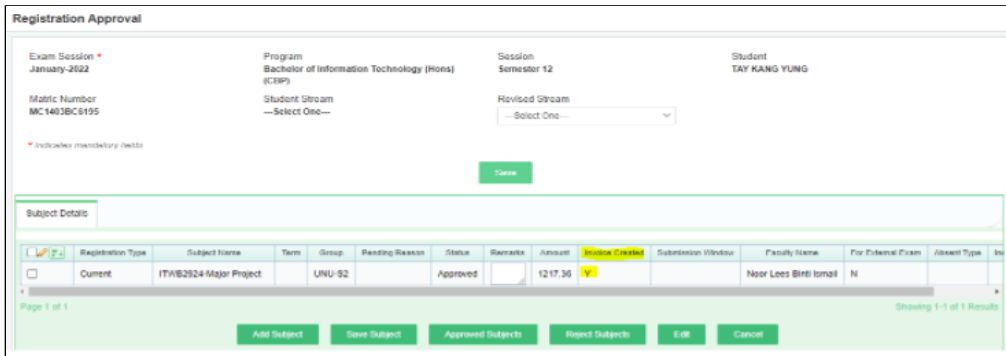 Registration Approval
Exam Session * Program Session Student
January-2022 Bachelor of Information Technology (Hons) Semester 12 TAY KANG YUNG
(CBIP)
Matric Number Student Stream Revised Stream
MC1403BC6195 ---Select One--- ---Select One---
* Indicates mandatory fields
Save
Subject Details
Registration Type Subject Name Term Group Pending Reason Status Remarks Amount Invoice Created Submission Window Faculty Name For External Exam Absent Type
Current ITWB2924-Major Project UNU-S2 Approved 1217.36 Y Noor Lees Binti Ismail N
Page 1 of 1 Showing 1-1 of 1 Results
Add Subject Save Subject Approved Subjects Reject Subjects Edit Cancel